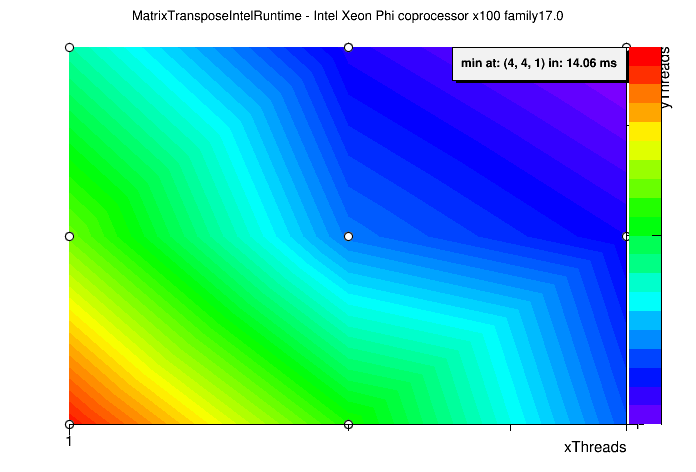 MatrixTransposeIntelRuntime - Intel Xeon Phi coprocessor x100 family17.0
min at: (4, 4, 1) in: 14.06 ms
yThreads
1
xThreads